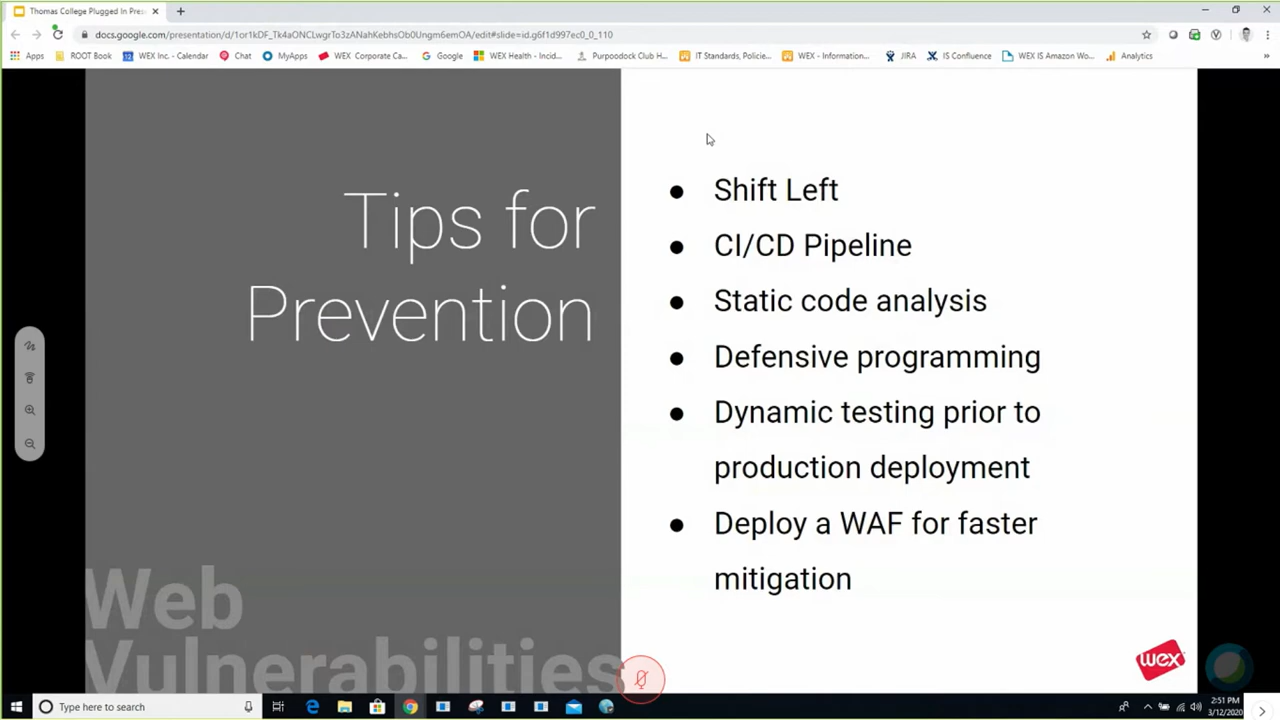 Thomas College Plugged In Prese
docs.google.com/presentation/d/1or1kDF_Tk4aONCLwgrTo3zANahKebhsOb0Ungm6emOA/edit#slide=id.g6f1d997ec0_0_110
Apps ROOT Book WEX Inc. - Calendar Chat MyApps WEX Corporate Ca... Google WEX Health - Incid... Purpoodock Club H... IT Standards, Policie... WEX - Information... JIRA IS Confluence WEX IS Amazon Wo... Analytics
Tips for
Prevention
● Shift Left
● CI/CD Pipeline
● Static code analysis
● Defensive programming
● Dynamic testing prior to
production deployment
● Deploy a WAF for faster
mitigation
Web
Vulnerabilities
wex
Type here to search
2:51 PM
3/12/2020